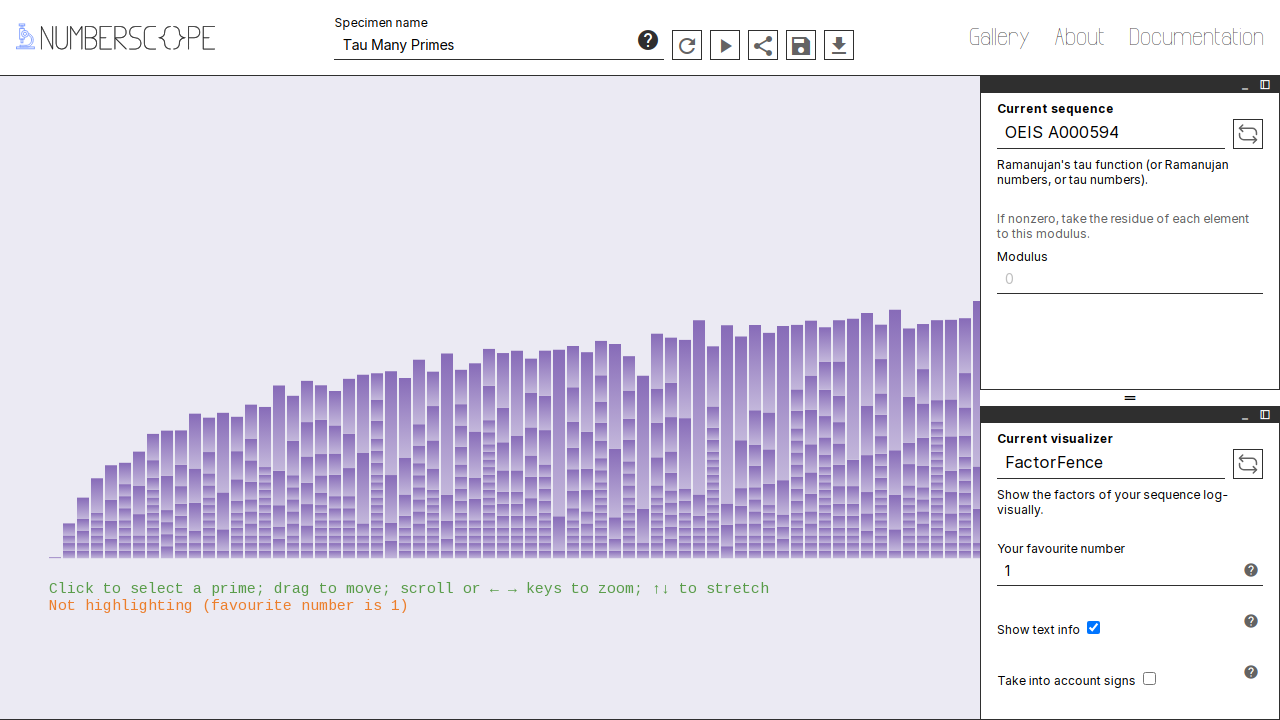 NUMBERSC{}PE
Specimen name
Tau Many Primes
Gallery About Documentation
Current sequence
OEIS A000594
Ramanujan's tau function (or Ramanujan
numbers, or tau numbers).
If nonzero, take the residue of each element
to this modulus.
Modulus
0
Current visualizer
FactorFence
Show the factors of your sequence log-
visually.
Your favourite number
1
Show text info
Take into account signs
Click to select a prime; drag to move; scroll or ← → keys to zoom; ↑↓ to stretch
Not highlighting (favourite number is 1)